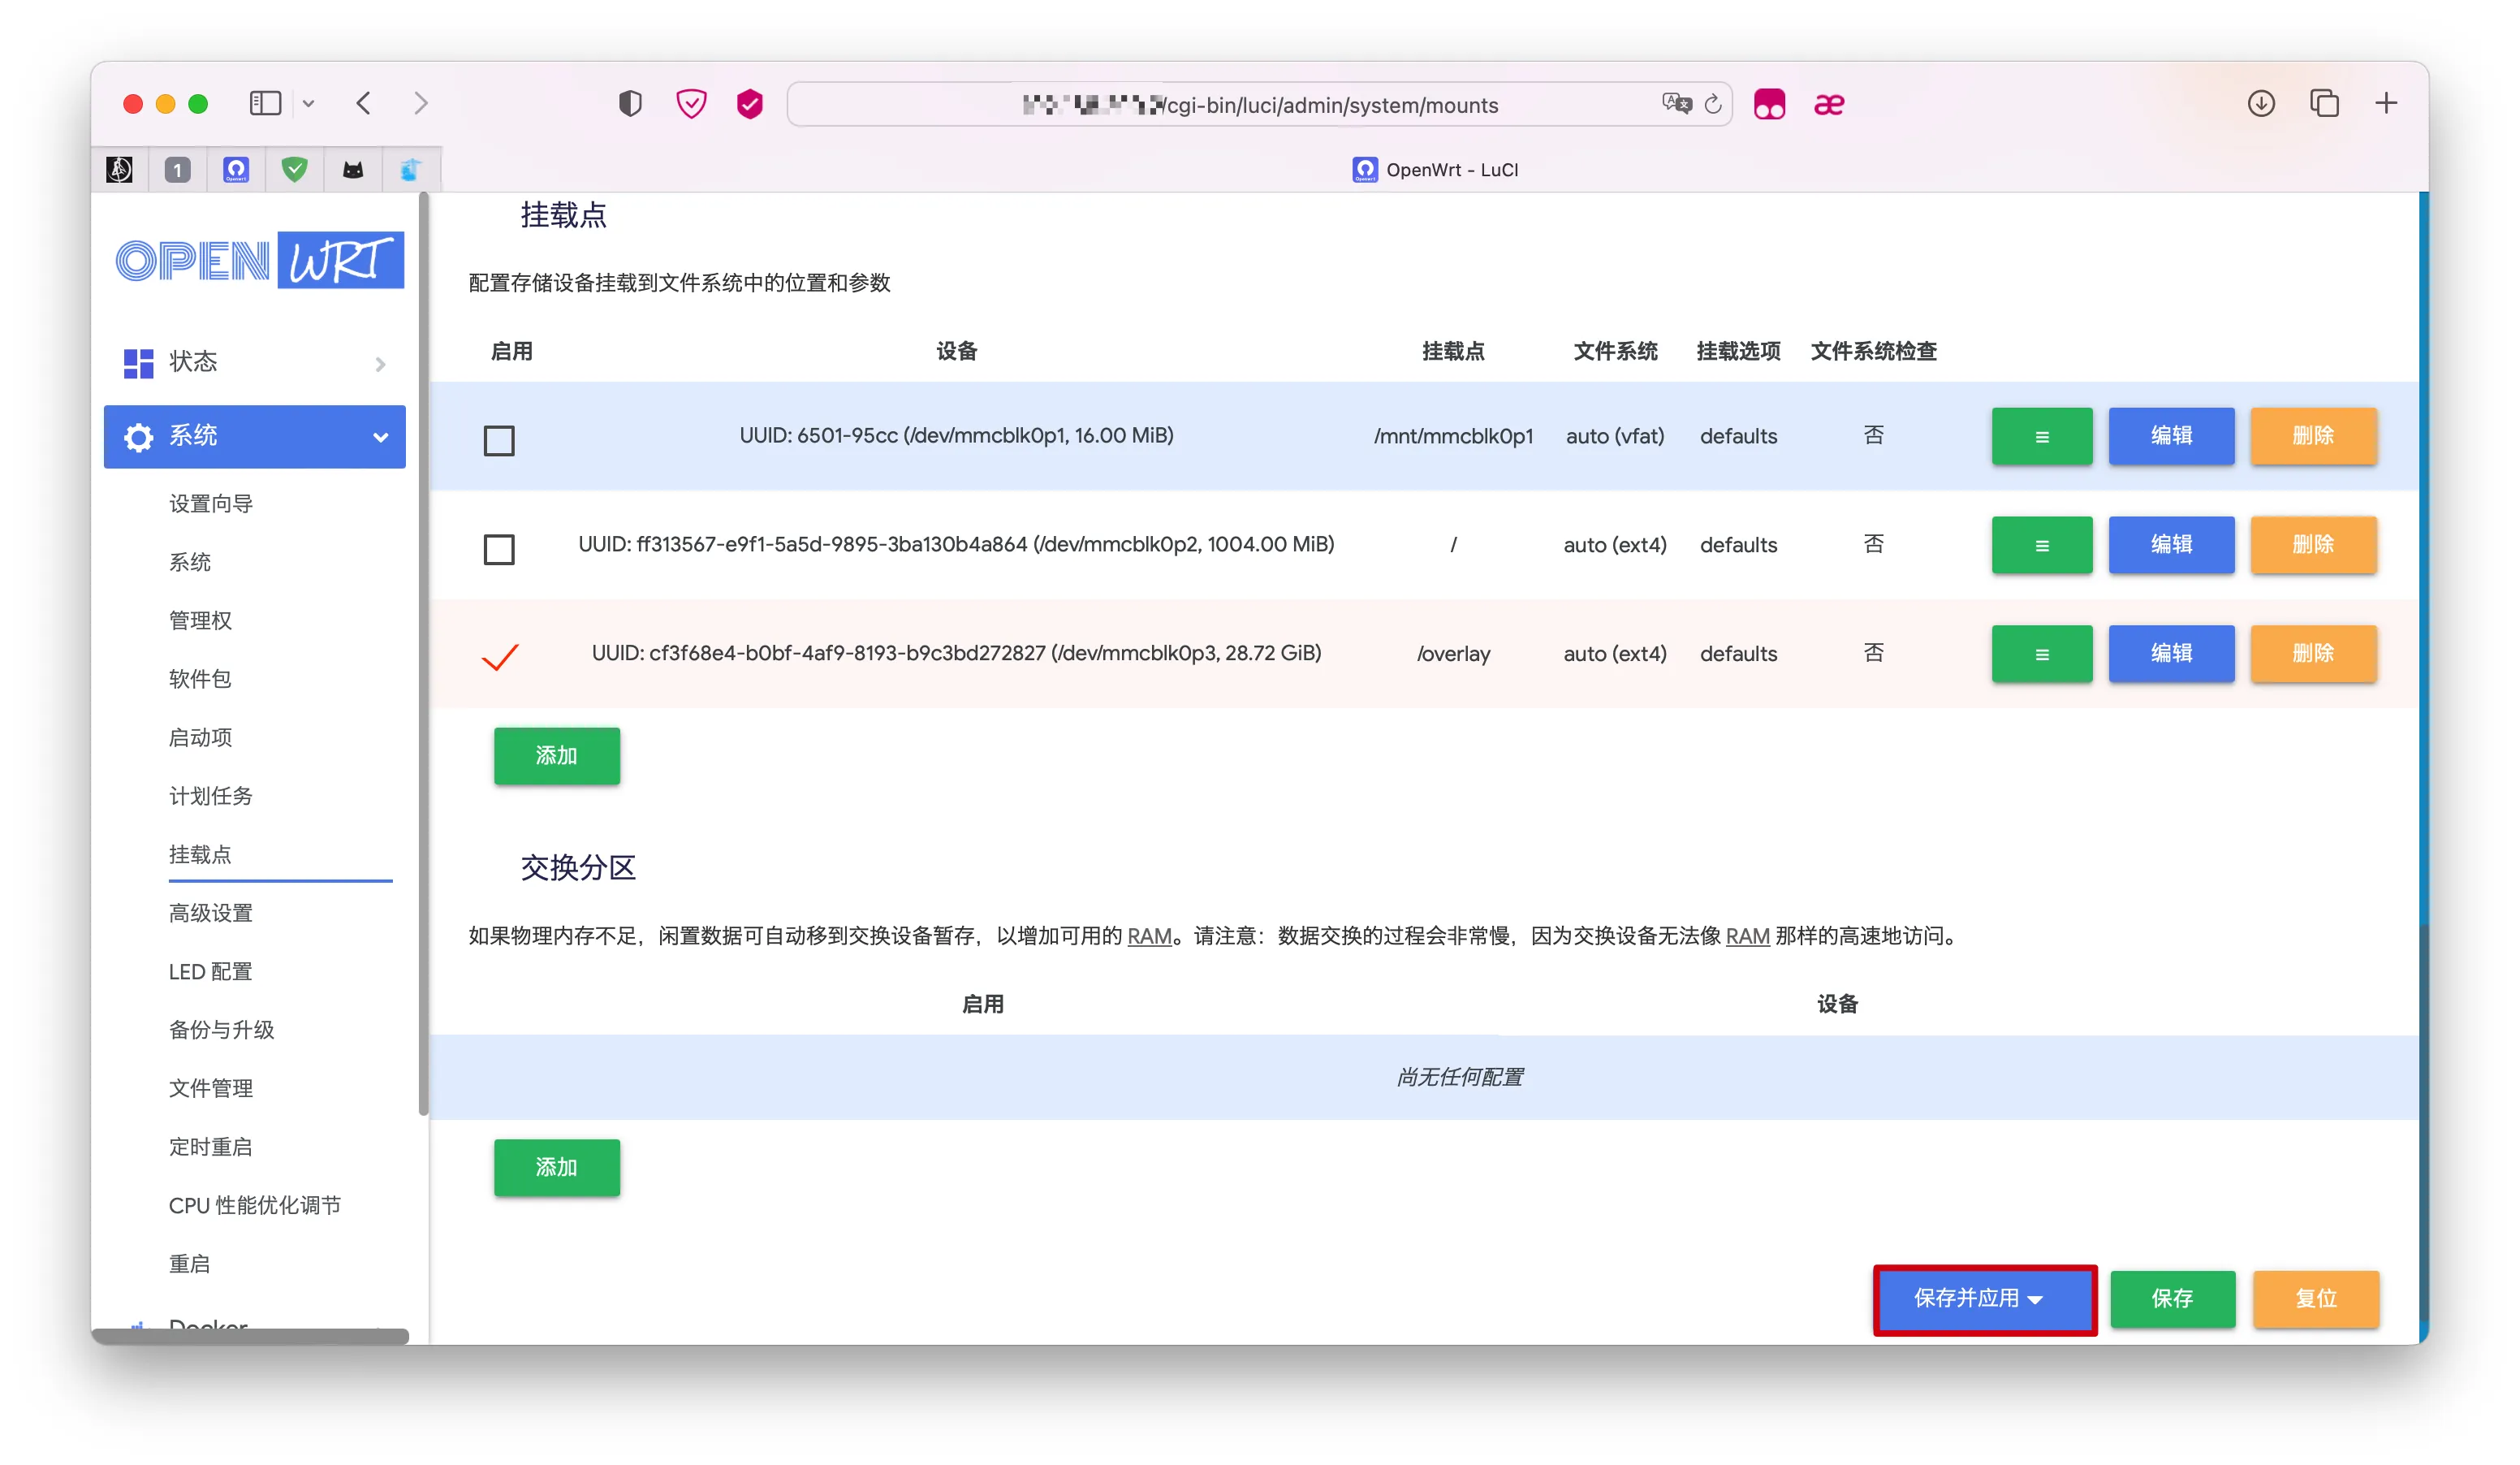 /cgi-bin/luci/admin/system/mounts
1
OpenWrt - LuCI
OPENWRT
状态
系统
设置向导
系统
管理权
软件包
启动项
计划任务
挂载点
高级设置
LED 配置
备份与升级
文件管理
定时重启
CPU 性能优化调节
重启
Docker
挂载点
配置存储设备挂载到文件系统中的位置和参数
启用 设备 挂载点 文件系统 挂载选项 文件系统检查
UUID: 6501-95cc (/dev/mmcblk0p1, 16.00 MiB) /mnt/mmcblk0p1 auto (vfat) defaults 否 ≡ 编辑 删除
UUID: ff313567-e9f1-5a5d-9895-3ba130b4a864 (/dev/mmcblk0p2, 1004.00 MiB) / auto (ext4) defaults 否 ≡ 编辑 删除
UUID: cf3f68e4-b0bf-4af9-8193-b9c3bd272827 (/dev/mmcblk0p3, 28.72 GiB) /overlay auto (ext4) defaults 否 ≡ 编辑 删除
添加
交换分区
如果物理内存不足，闲置数据可自动移到交换设备暂存，以增加可用的 RAM。请注意：数据交换的过程会非常慢，因为交换设备无法像 RAM 那样的高速地访问。
启用 设备
尚无任何配置
添加
保存并应用 保存 复位